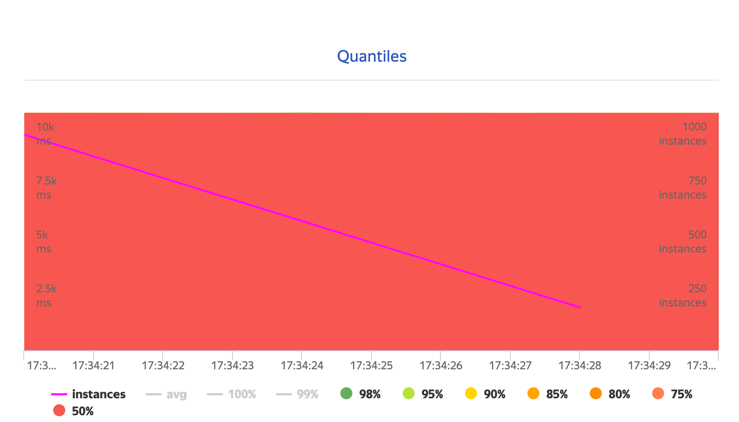 Quantiles
10k
ms
1000
instances
7.5k
ms
750
instances
5k
ms
500
instances
2.5k
ms
250
instances
17:3... 17:34:21 17:34:22 17:34:23 17:34:24 17:34:25 17:34:26 17:34:27 17:34:28 17:34:29 17:3...
instances avg 100% 99% 98% 95% 90% 85% 80% 75%
50%